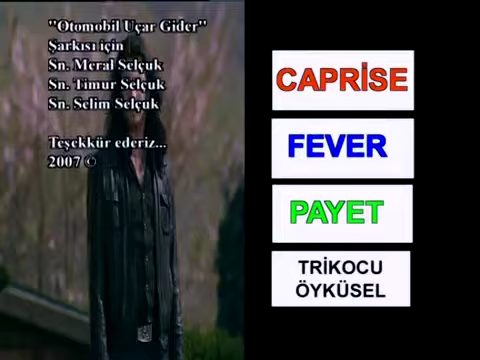 "Otomobil Uçar Gider"
Şarkısı için
Sn. Meral Selçuk
Sn. Timur Selçuk
Sn. Selim Selçuk
Teşekkür ederiz...
2007 ©
CAPRİSE
FEVER
PAYET
TRİKOCU
ÖYKÜSEL